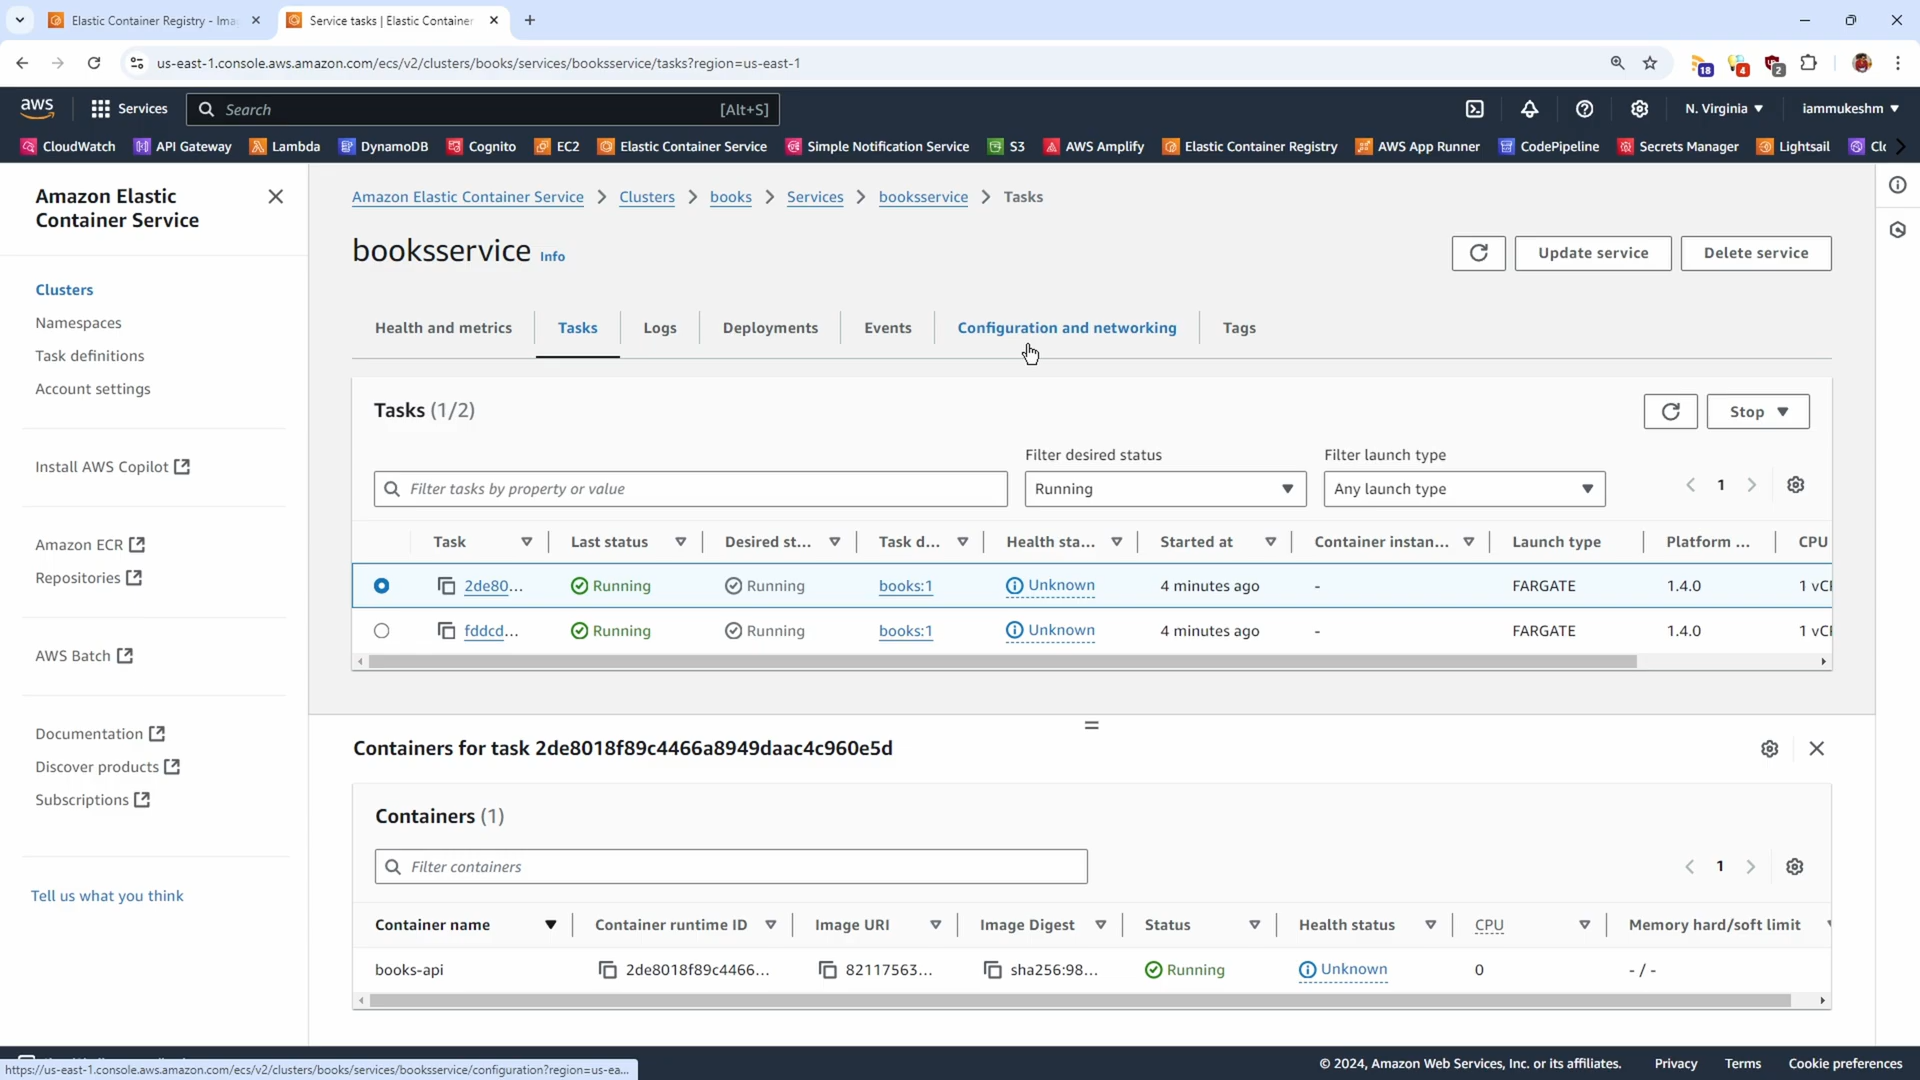 Elastic Container Registry - Ima
Service tasks | Elastic Container
us-east-1.console.aws.amazon.com/ecs/v2/clusters/books/services/booksservice/tasks?region=us-east-1
18
4
2
aws
Services
Search
[Alt+S]
N. Virginia
iammukeshm
CloudWatch
API Gateway
Lambda
DynamoDB
Cognito
EC2
Elastic Container Service
Simple Notification Service
S3
AWS Amplify
Elastic Container Registry
AWS App Runner
CodePipeline
Secrets Manager
Lightsail
Clo
Amazon Elastic
Container Service
Clusters
Namespaces
Task definitions
Account settings
Install AWS Copilot
Amazon ECR
Repositories
AWS Batch
Documentation
Discover products
Subscriptions
Tell us what you think
Amazon Elastic Container Service
Clusters
books
Services
booksservice
Tasks
booksservice Info
Update service
Delete service
Health and metrics
Tasks
Logs
Deployments
Events
Configuration and networking
Tags
Tasks (1/2)
Stop
Filter desired status
Filter launch type
Filter tasks by property or value
Running
Any launch type
1
Task
Last status
Desired st...
Task d...
Health sta...
Started at
Container instan...
Launch type
Platform ...
CPU
2de80... Running Running books:1 Unknown 4 minutes ago - FARGATE 1.4.0 1 vCP
fddcd... Running Running books:1 Unknown 4 minutes ago - FARGATE 1.4.0 1 vCP
Containers for task 2de8018f89c4466a8949daac4c960e5d
Containers (1)
Filter containers
1
Container name
Container runtime ID
Image URI
Image Digest
Status
Health status
CPU
Memory hard/soft limit
books-api 2de8018f89c4466... 82117563... sha256:98... Running Unknown 0 - / -
https://us-east-1.console.aws.amazon.com/ecs/v2/clusters/books/services/booksservice/configuration?region=us-ea...
© 2024, Amazon Web Services, Inc. or its affiliates.
Privacy
Terms
Cookie preferences